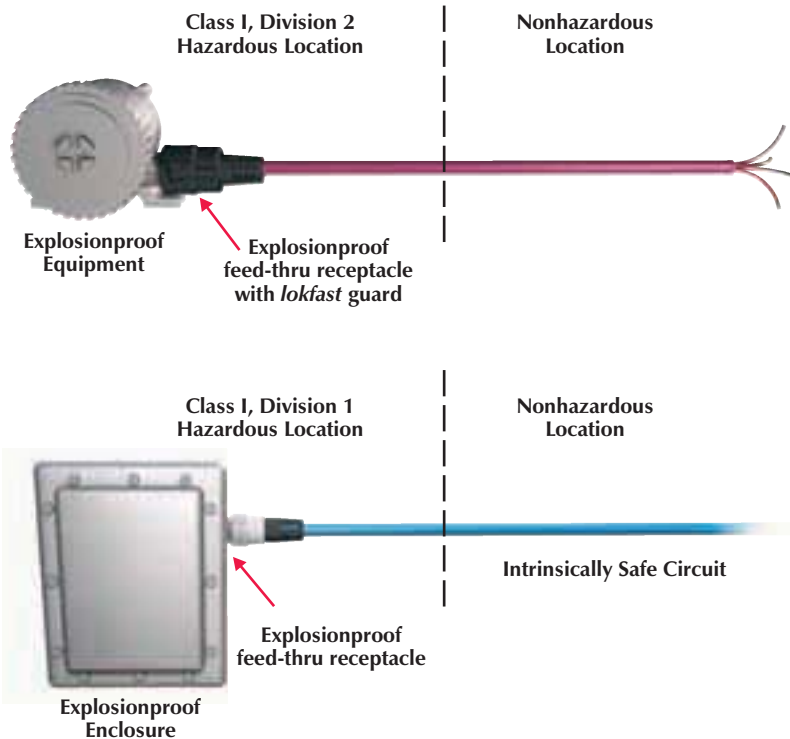 Class I, Division 2
Hazardous Location
Nonhazardous
Location
Explosionproof
Equipment
Explosionproof
feed-thru receptacle
with lokfast guard
Class I, Division 1
Hazardous Location
Nonhazardous
Location
Intrinsically Safe Circuit
Explosionproof
feed-thru receptacle
Explosionproof
Enclosure